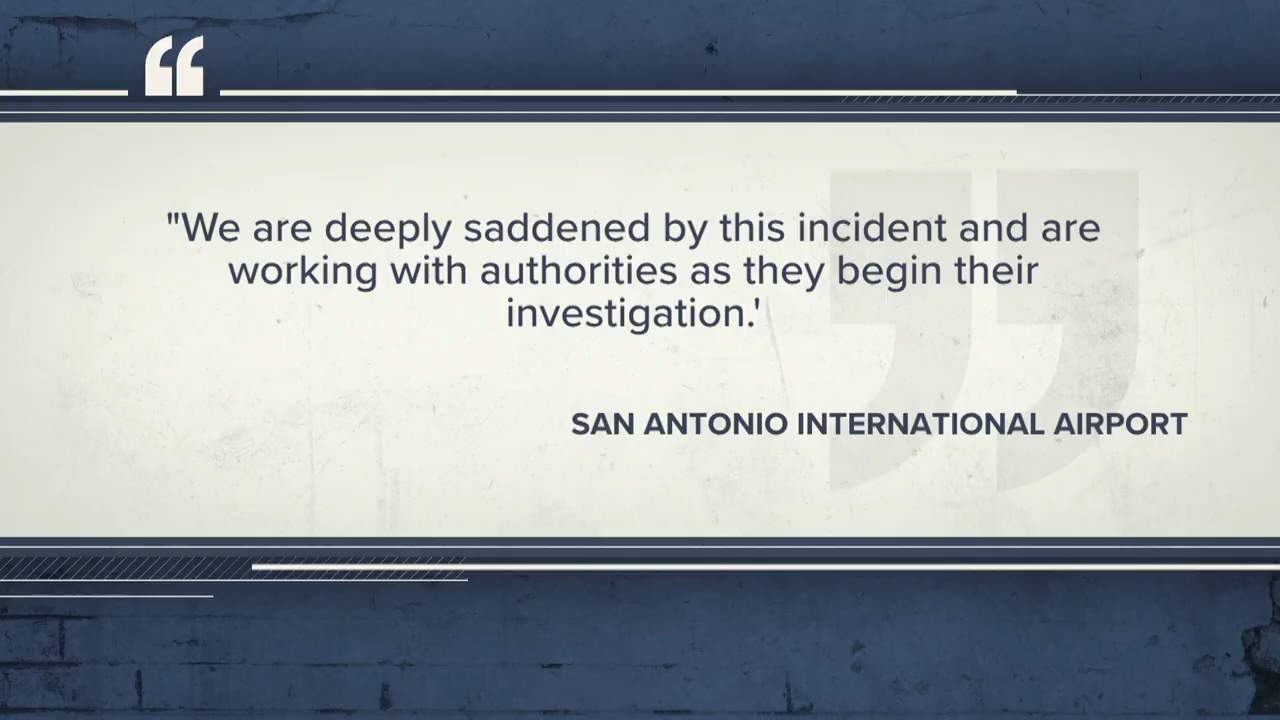 "We are deeply saddened by this incident and are
working with authorities as they begin their
investigation.'
SAN ANTONIO INTERNATIONAL AIRPORT